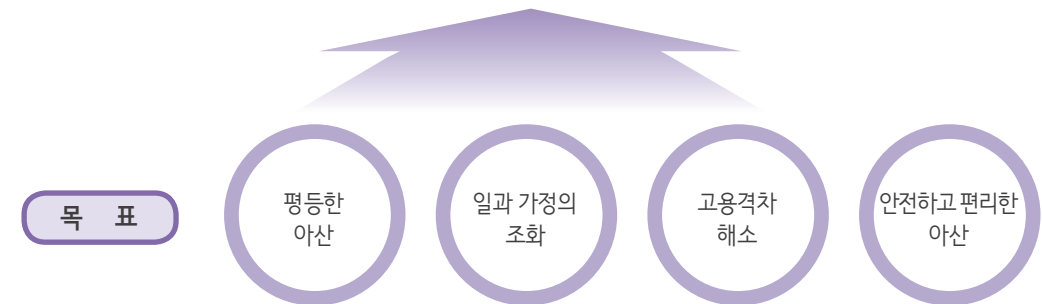 목 표
평등한
아산
일과 가정의
조화
고용격차
해소
안전하고 편리한
아산